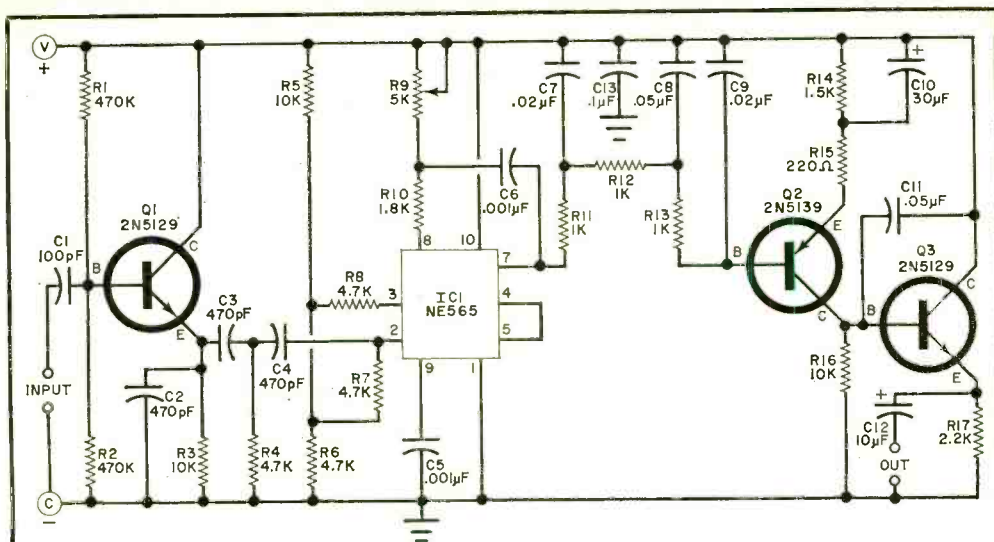 V
+
R1
470K
Q1
2N5129
C1
100pF
B
C
E
INPUT
C2
470pF
R2
470K
C
−
R3
10K
C3
470pF
C4
470pF
R4
4.7K
R5
10K
R8
4.7K
R7
4.7K
R6
4.7K
R9
5K
R10
1.8K
C6
.001µF
8
10
7
3
IC1
NE565
4
2
5
9
1
C5
.001µF
C7
.02µF
C13
.1µF
C8
.05µF
C9
.02µF
R12
1K
R11
1K
R13
1K
R14
1.5K
+
C10
30µF
R15
220Ω
Q2
2N5139
E
B
C
C11
.05µF
Q3
2N5129
B
C
E
R16
10K
+
C12
10µF
OUT
R17
2.2K